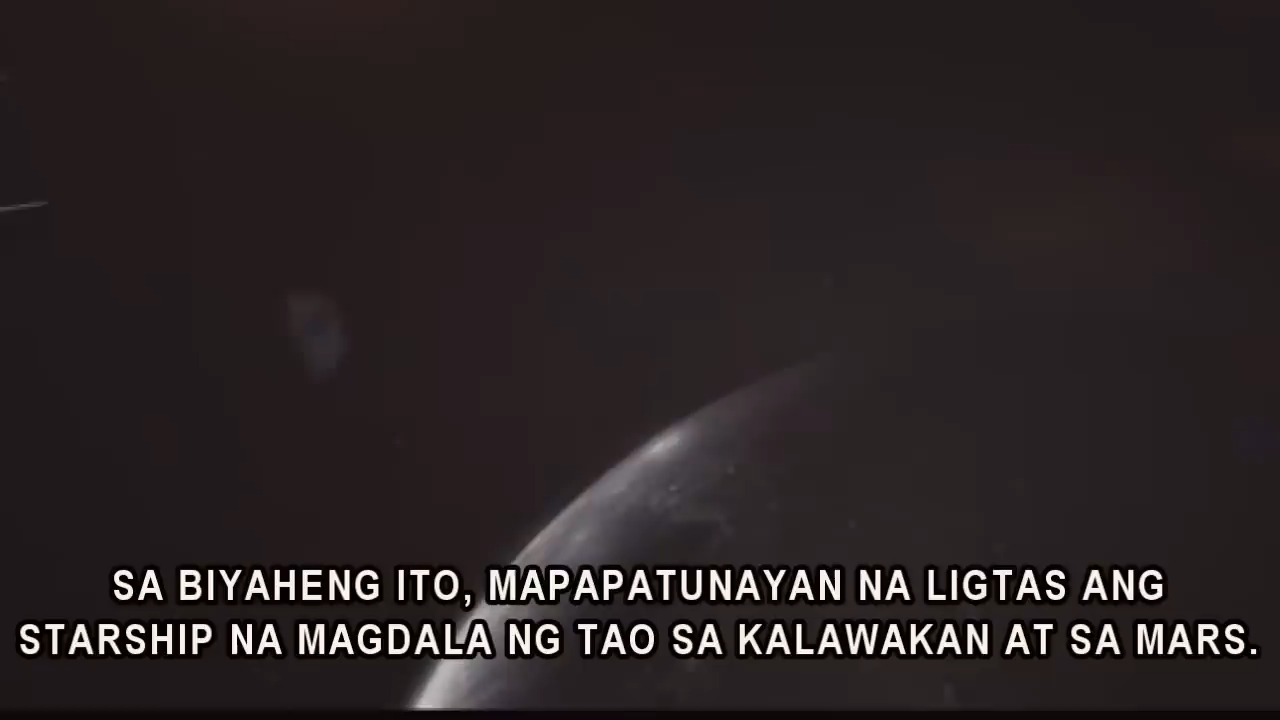 SA BIYAHENG ITO, MAPAPATUNAYAN NA LIGTAS ANG
STARSHIP NA MAGDALA NG TAO SA KALAWAKAN AT SA MARS.